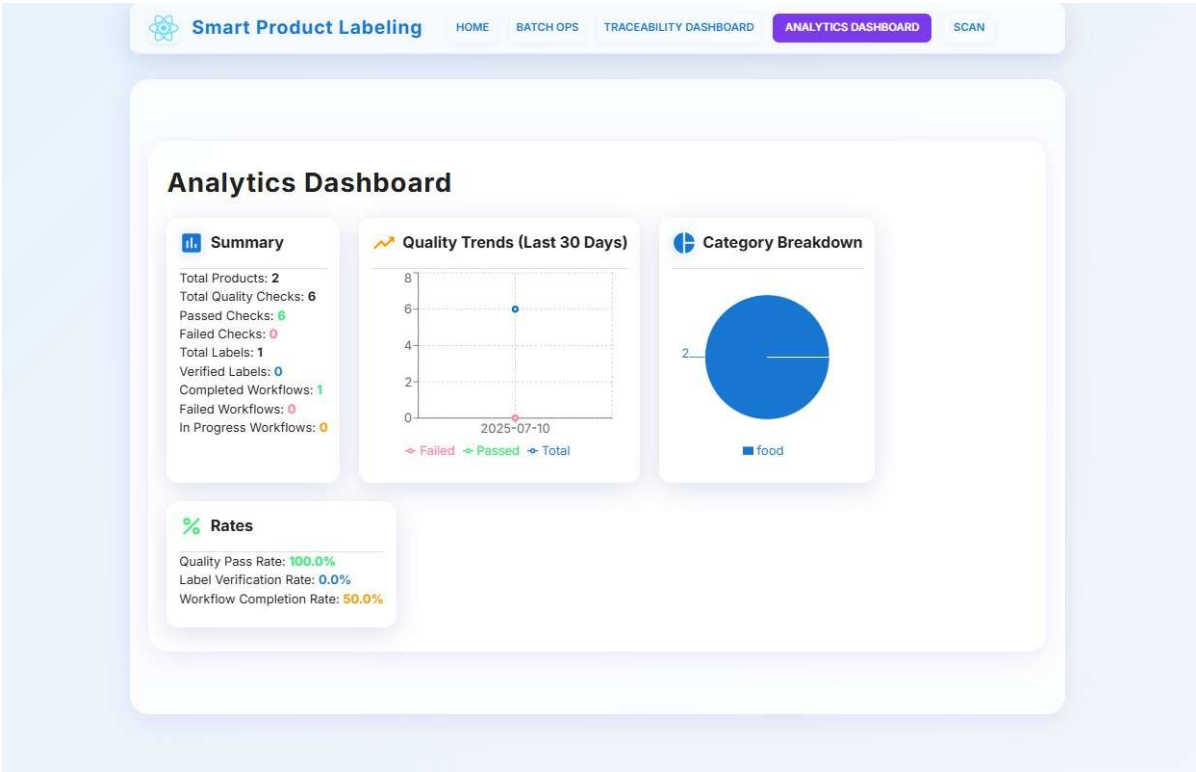 Smart Product Labeling
HOME
BATCH OPS
TRACEABILITY DASHBOARD
ANALYTICS DASHBOARD
SCAN
Analytics Dashboard
Summary
Total Products: 2
Total Quality Checks: 6
Passed Checks: 6
Failed Checks: 0
Total Labels: 1
Verified Labels: 0
Completed Workflows: 1
Failed Workflows: 0
In Progress Workflows: 0
Quality Trends (Last 30 Days)
8
6
4
2
0
2025-07-10
Failed Passed Total
Category Breakdown
2
food
Rates
Quality Pass Rate: 100.0%
Label Verification Rate: 0.0%
Workflow Completion Rate: 50.0%